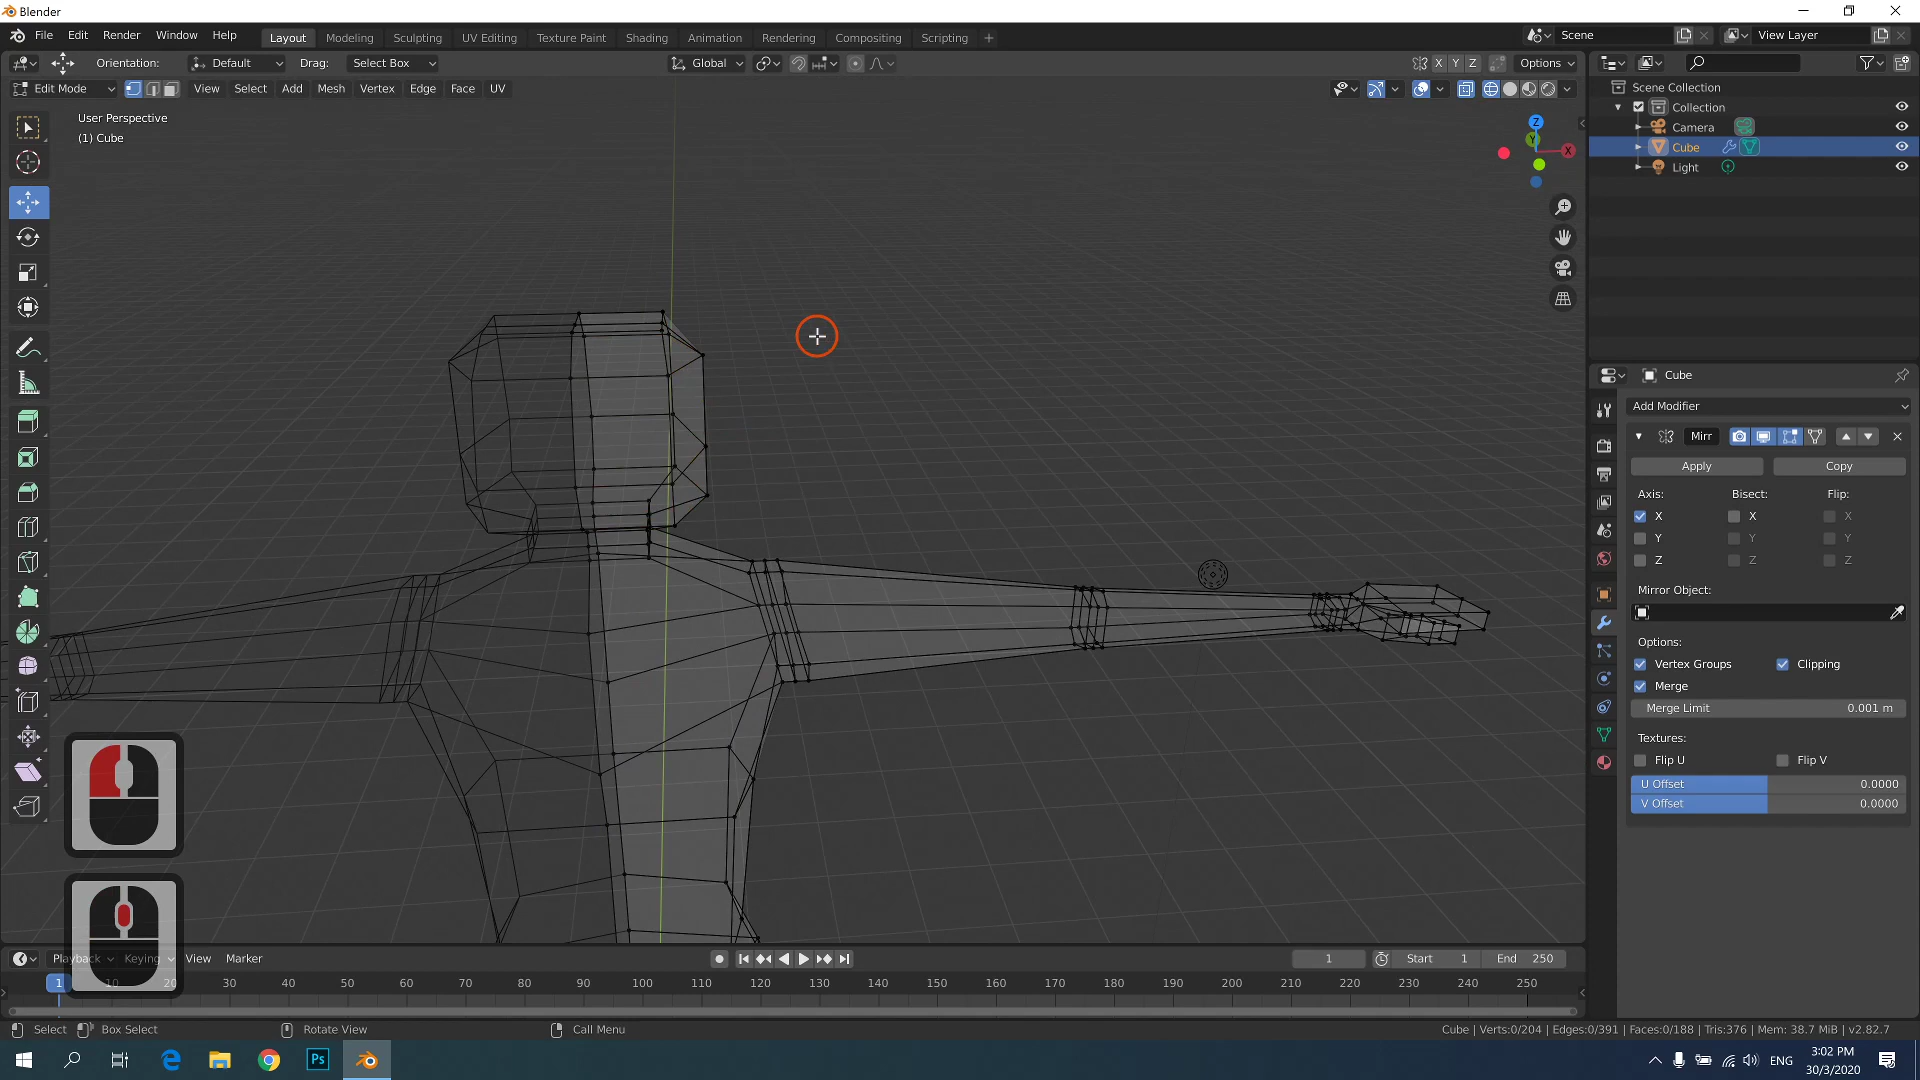 Blender
File Edit Render Window Help Layout Modeling Sculpting UV Editing Texture Paint Shading Animation Rendering Compositing Scripting + Scene View Layer
Orientation: Default Drag: Select Box Global X Y Z Options
Edit Mode View Select Add Mesh Vertex Edge Face UV
User Perspective
(1) Cube
Z
Y
X
Scene Collection
Collection
Camera
Cube
Light
Cube
Add Modifier
Mirr
Apply Copy
Axis: Bisect: Flip:
X X X
Y Y Y
Z Z Z
Mirror Object:
Options:
Vertex Groups Clipping
Merge
Merge Limit 0.001 m
Textures:
Flip U Flip V
U Offset 0.0000
V Offset 0.0000
Playback Keying View Marker 1 Start 1 End 250
1 10 20 30 40 50 60 70 80 90 100 110 120 130 140 150 160 170 180 190 200 210 220 230 240 250
Select Box Select Rotate View Call Menu Cube | Verts:0/204 | Edges:0/391 | Faces:0/188 | Tris:376 | Mem: 38.7 MiB | v2.82.7
Ps ENG 3:02 PM
30/3/2020